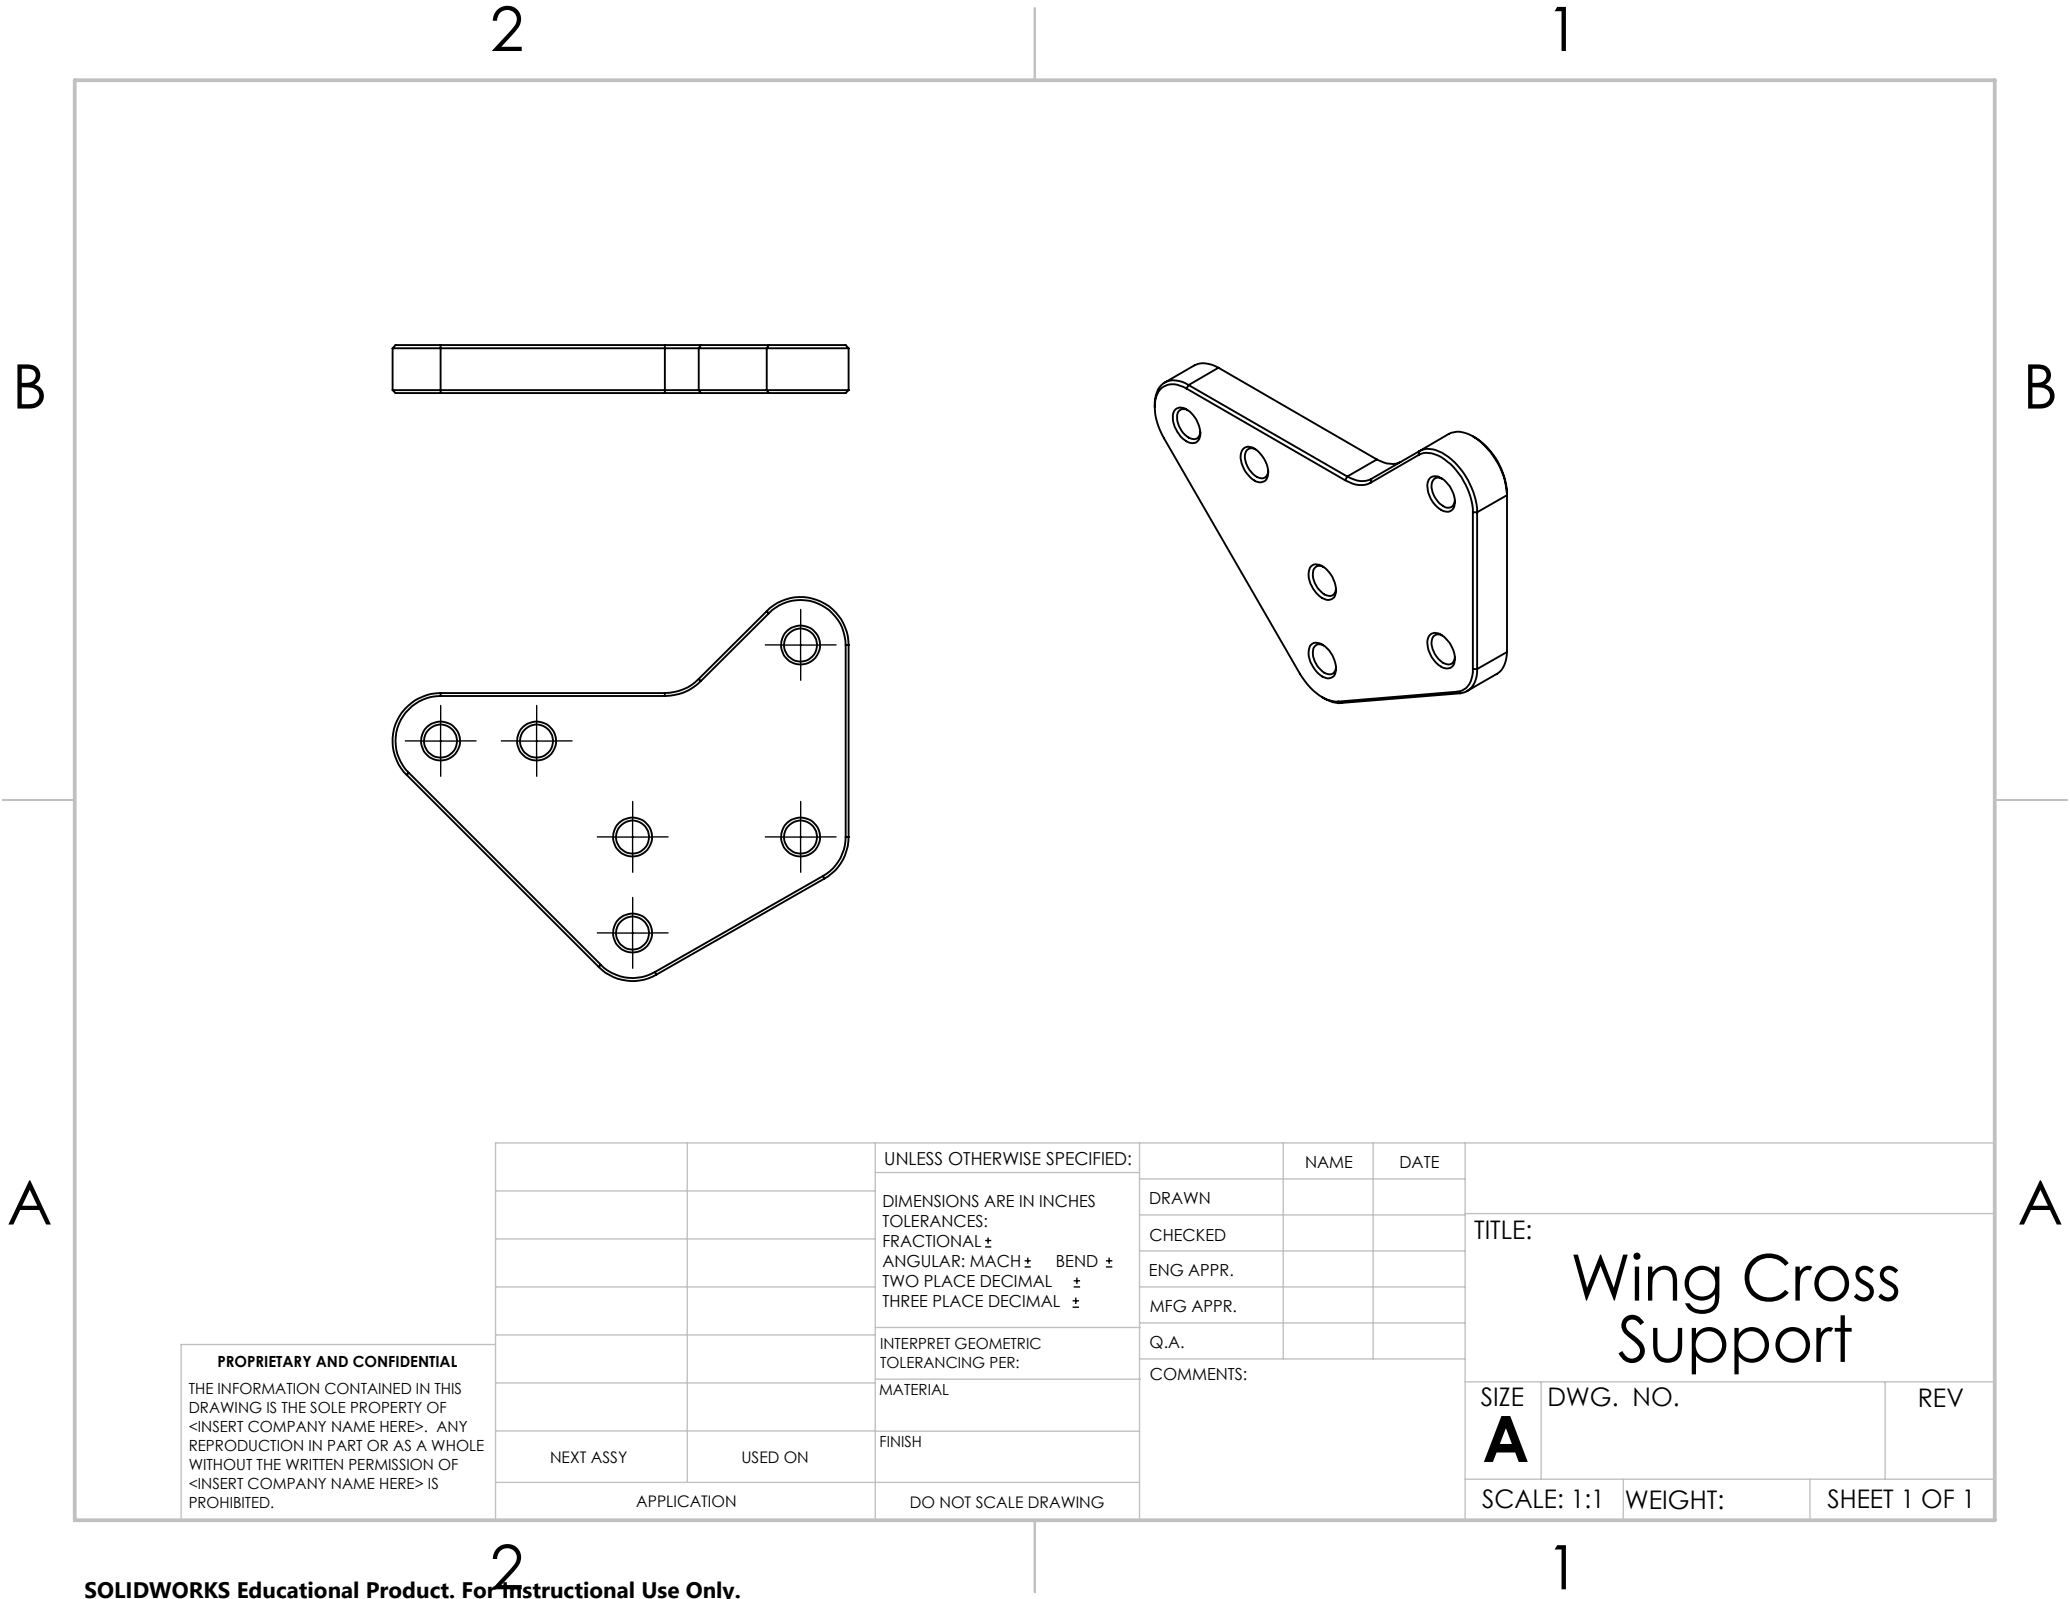 2 1
B B
A A
UNLESS OTHERWISE SPECIFIED:
DIMENSIONS ARE IN INCHES
TOLERANCES:
FRACTIONAL ±
ANGULAR: MACH ± BEND ±
TWO PLACE DECIMAL ±
THREE PLACE DECIMAL ±
INTERPRET GEOMETRIC
TOLERANCING PER:
MATERIAL
FINISH
DO NOT SCALE DRAWING
NAME DATE
DRAWN
CHECKED
ENG APPR.
MFG APPR.
Q.A.
COMMENTS:
TITLE:
Wing Cross
Support
SIZE DWG. NO. REV
A
SCALE: 1:1 WEIGHT: SHEET 1 OF 1
PROPRIETARY AND CONFIDENTIAL
THE INFORMATION CONTAINED IN THIS
DRAWING IS THE SOLE PROPERTY OF
<INSERT COMPANY NAME HERE>. ANY
REPRODUCTION IN PART OR AS A WHOLE
WITHOUT THE WRITTEN PERMISSION OF
<INSERT COMPANY NAME HERE> IS
PROHIBITED.
NEXT ASSY USED ON
APPLICATION
2 1
SOLIDWORKS Educational Product. For Instructional Use Only.